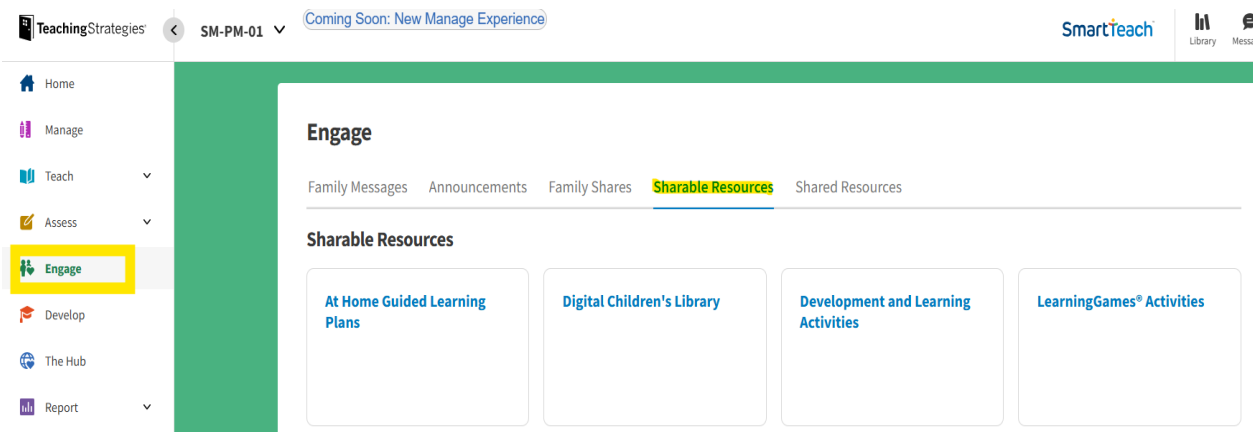 TeachingStrategies®
SM-PM-01
Coming Soon: New Manage Experience
SmartTeach
Library
Home
Manage
Teach
Assess
Engage
Develop
The Hub
Report
Engage
Family Messages
Announcements
Family Shares
Sharable Resources
Shared Resources
Sharable Resources
At Home Guided Learning
Plans
Digital Children's Library
Development and Learning
Activities
LearningGames® Activities